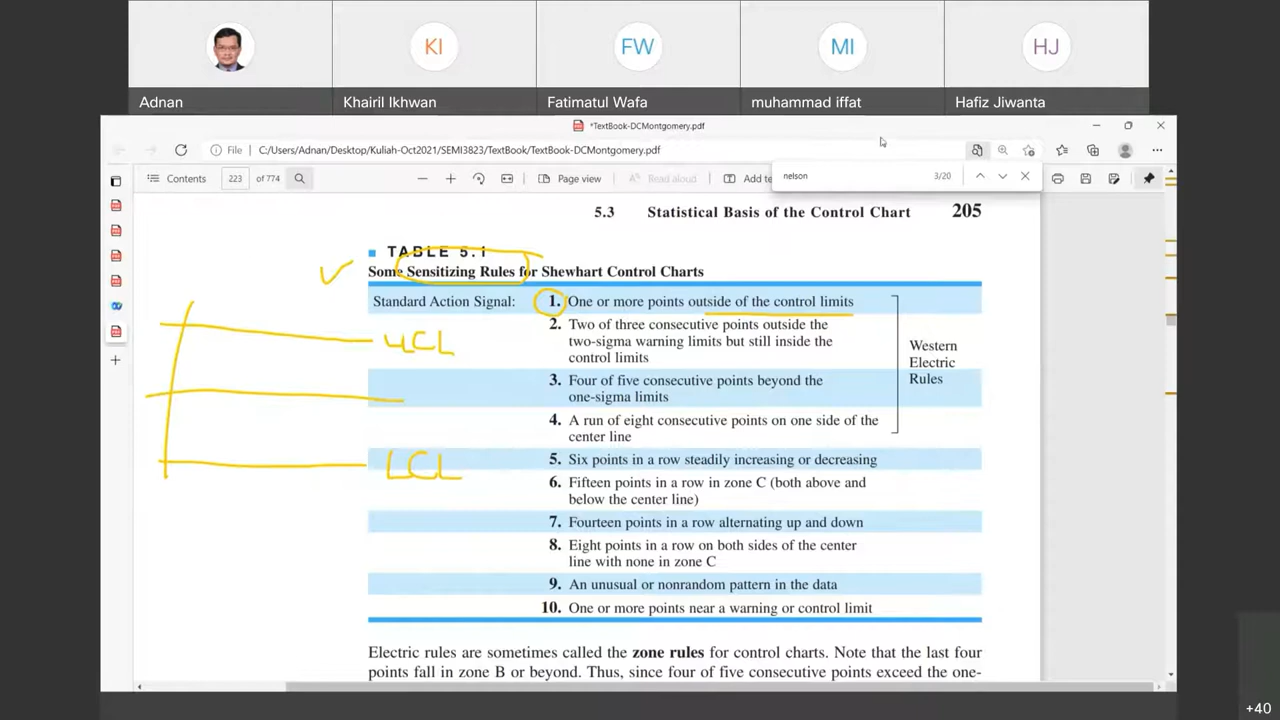 KI
FW
MI
HJ
Adnan
Khairil Ikhwan
Fatimatul Wafa
muhammad iffat
Hafiz Jiwanta
*TextBook-DCMontgomery.pdf
File
C:/Users/Adnan/Desktop/Kuliah-Oct2021/SEMI3823/TextBook/TextBook-DCMontgomery.pdf
Contents
223
of 774
Page view
Read aloud
Add te
nelson
3/20
5.3 Statistical Basis of the Control Chart 205
TABLE 5.1
Some Sensitizing Rules for Shewhart Control Charts
Standard Action Signal: 1. One or more points outside of the control limits
2. Two of three consecutive points outside the
two-sigma warning limits but still inside the
control limits
3. Four of five consecutive points beyond the
one-sigma limits
4. A run of eight consecutive points on one side of the
center line
Western
Electric
Rules
5. Six points in a row steadily increasing or decreasing
6. Fifteen points in a row in zone C (both above and
below the center line)
7. Fourteen points in a row alternating up and down
8. Eight points in a row on both sides of the center
line with none in zone C
9. An unusual or nonrandom pattern in the data
10. One or more points near a warning or control limit
UCL
LCL
Electric rules are sometimes called the zone rules for control charts. Note that the last four
points fall in zone B or beyond. Thus, since four of five consecutive points exceed the one-
+40